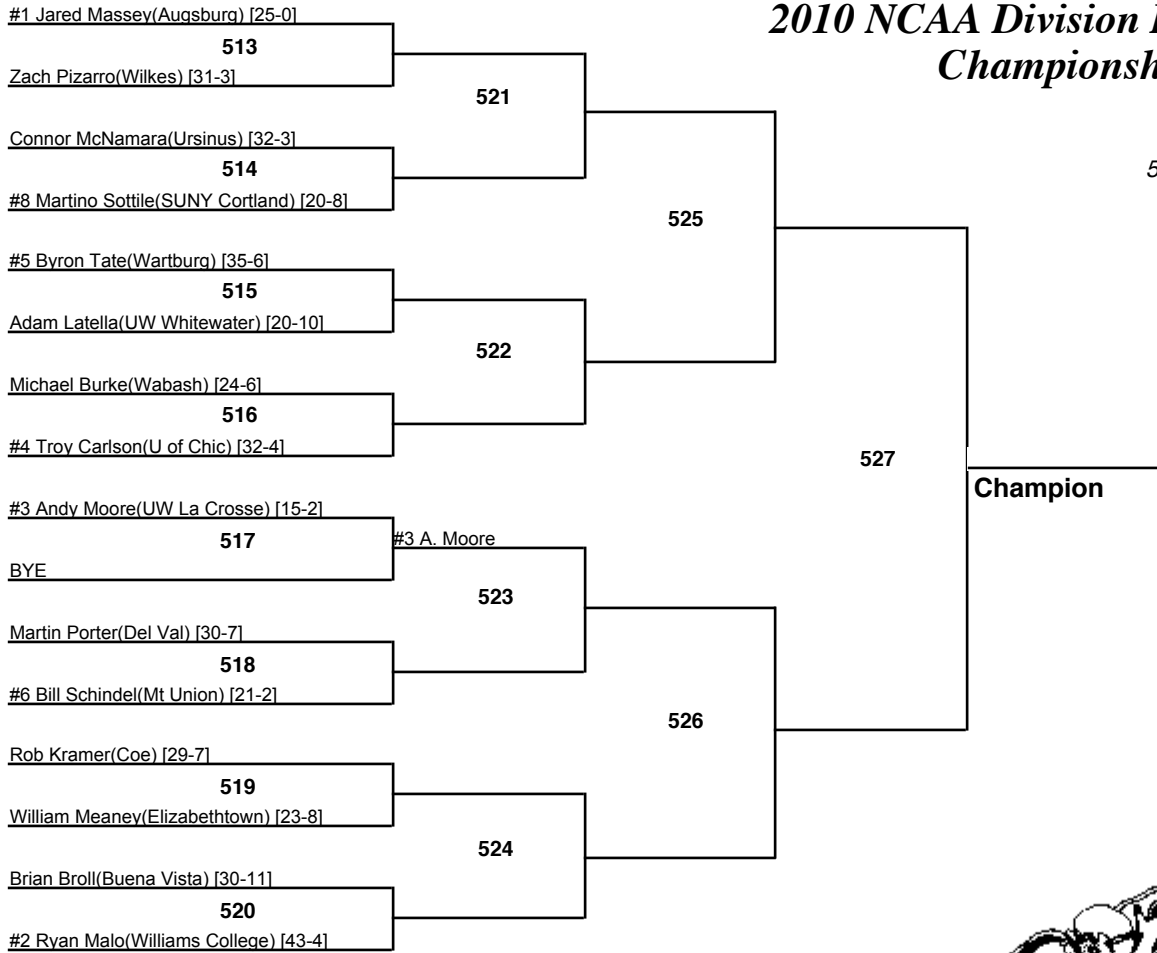 #1 Jared Massey(Augsburg) [25-0]
2010 NCAA Division
Championsh
513
Zach Pizarro(Wilkes) [31-3]
521
Connor McNamara(Ursinus) [32-3]
514
5
#8 Martino Sottile(SUNY Cortland) [20-8]
525
#5 Byron Tate(Wartburg) [35-6]
515
Adam Latella(UW Whitewater) [20-10]
522
Michael Burke(Wabash) [24-6]
516
#4 Troy Carlson(U of Chic) [32-4]
527
Champion
#3 Andy Moore(UW La Crosse) [15-2]
517
#3 A. Moore
BYE
523
Martin Porter(Del Val) [30-7]
518
#6 Bill Schindel(Mt Union) [21-2]
526
Rob Kramer(Coe) [29-7]
519
William Meaney(Elizabethtown) [23-8]
524
Brian Broll(Buena Vista) [30-11]
520
#2 Ryan Malo(Williams College) [43-4]